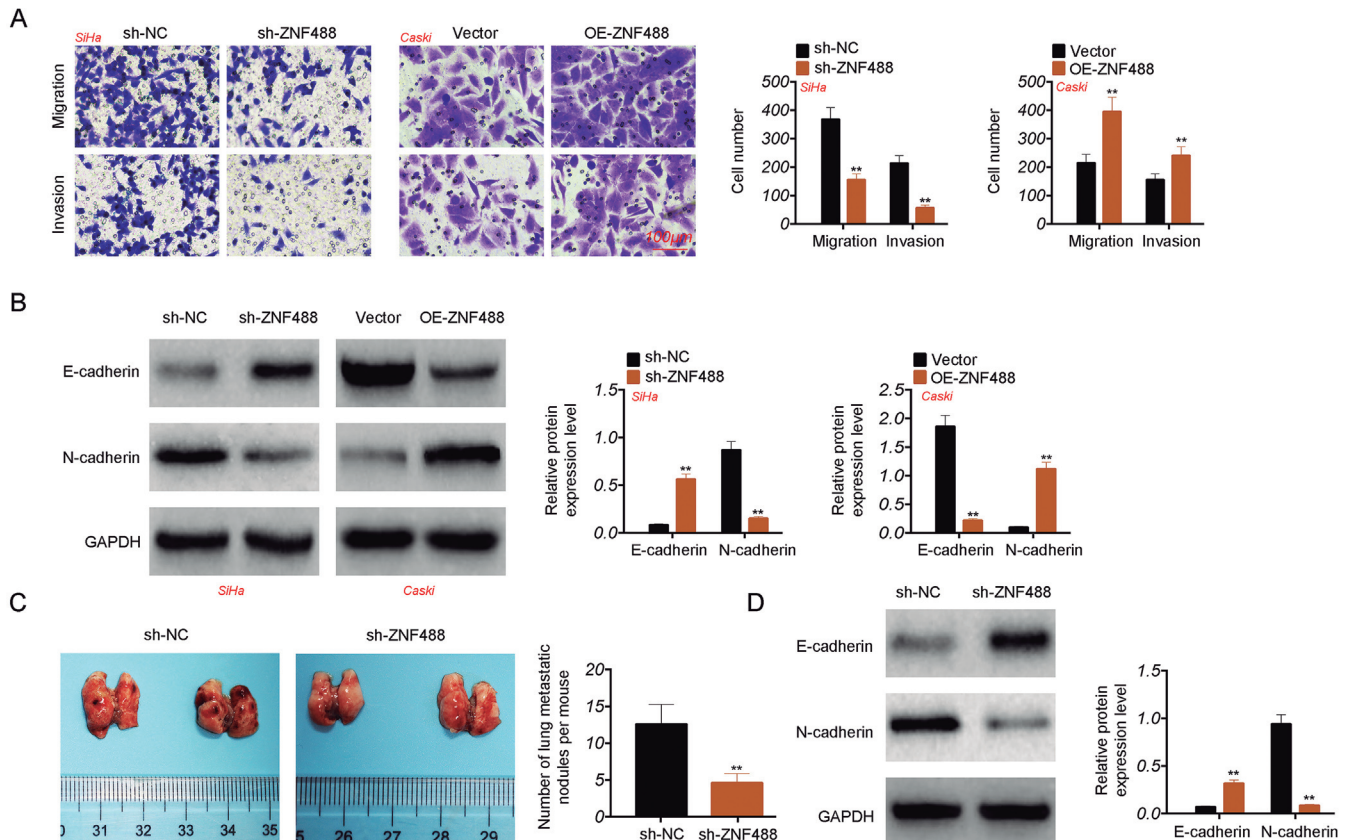 A
SiHa sh-NC sh-ZNF488
Caski Vector OE-ZNF488
Migration
Invasion
100μm
sh-NC
sh-ZNF488
SiHa
Cell number
500
400
300
200
100
0
Migration Invasion
**
**
Vector
OE-ZNF488
Caski
Cell number
500
400
300
200
100
0
Migration Invasion
**
**
B
sh-NC sh-ZNF488 Vector OE-ZNF488
E-cadherin
N-cadherin
GAPDH
SiHa Caski
sh-NC
sh-ZNF488
SiHa
Relative protein
expression level
1.5
1.0
0.5
0.0
E-cadherin N-cadherin
**
**
Vector
OE-ZNF488
Caski
Relative protein
expression level
2.5
2.0
1.5
1.0
0.5
0.0
E-cadherin N-cadherin
**
**
C
sh-NC sh-ZNF488
0 31 32 33 34 35
5 26 27 28 29
Number of lung metastatic
nodules per mouse
20
15
10
5
0
sh-NC sh-ZNF488
**
D
sh-NC sh-ZNF488
E-cadherin
N-cadherin
GAPDH
Relative protein
expression level
1.5
1.0
0.5
0.0
E-cadherin N-cadherin
**
**